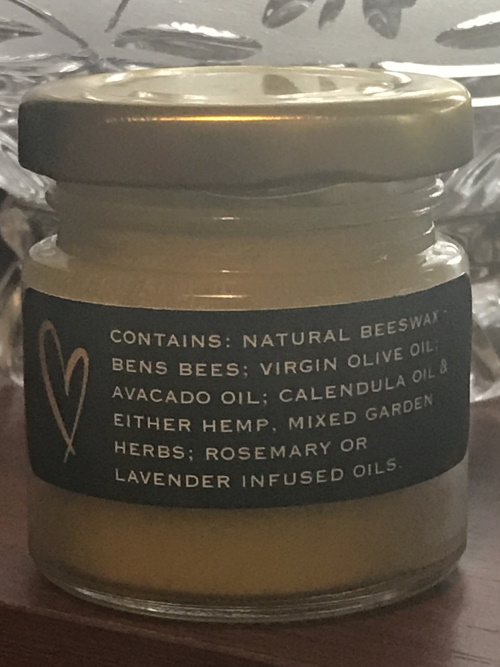 CONTAINS: NATURAL BEESWAX -
BENS BEES; VIRGIN OLIVE OIL;
AVACADO OIL; CALENDULA OIL &
EITHER HEMP, MIXED GARDEN
HERBS; ROSEMARY OR
LAVENDER INFUSED OILS.